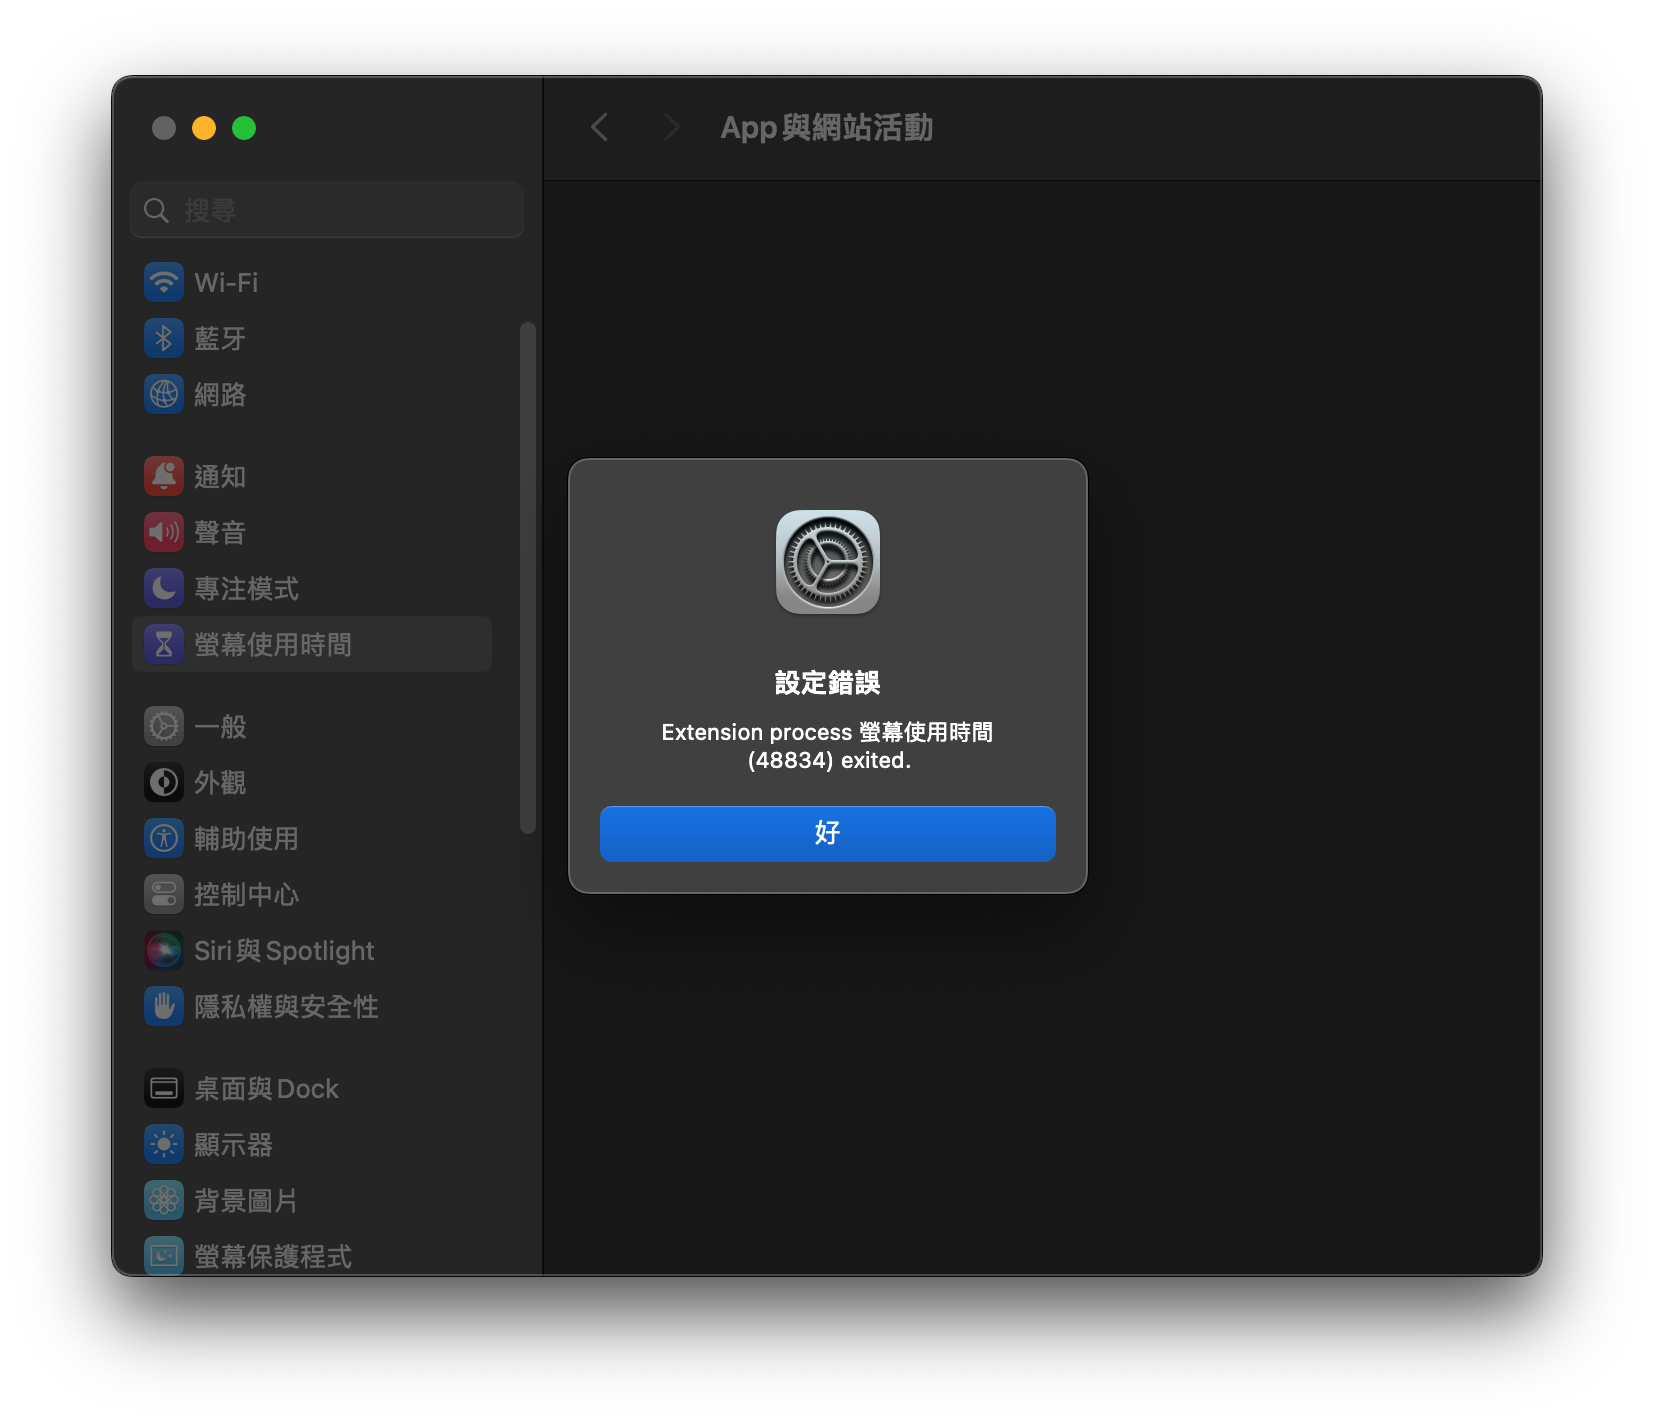 App與網站活動
搜尋
Wi-Fi
藍牙
網路
通知
聲音
專注模式
螢幕使用時間
一般
外觀
輔助使用
控制中心
Siri與Spotlight
隱私權與安全性
桌面與Dock
顯示器
背景圖片
螢幕保護程式
設定錯誤
Extension process 螢幕使用時間
(48834) exited.
好